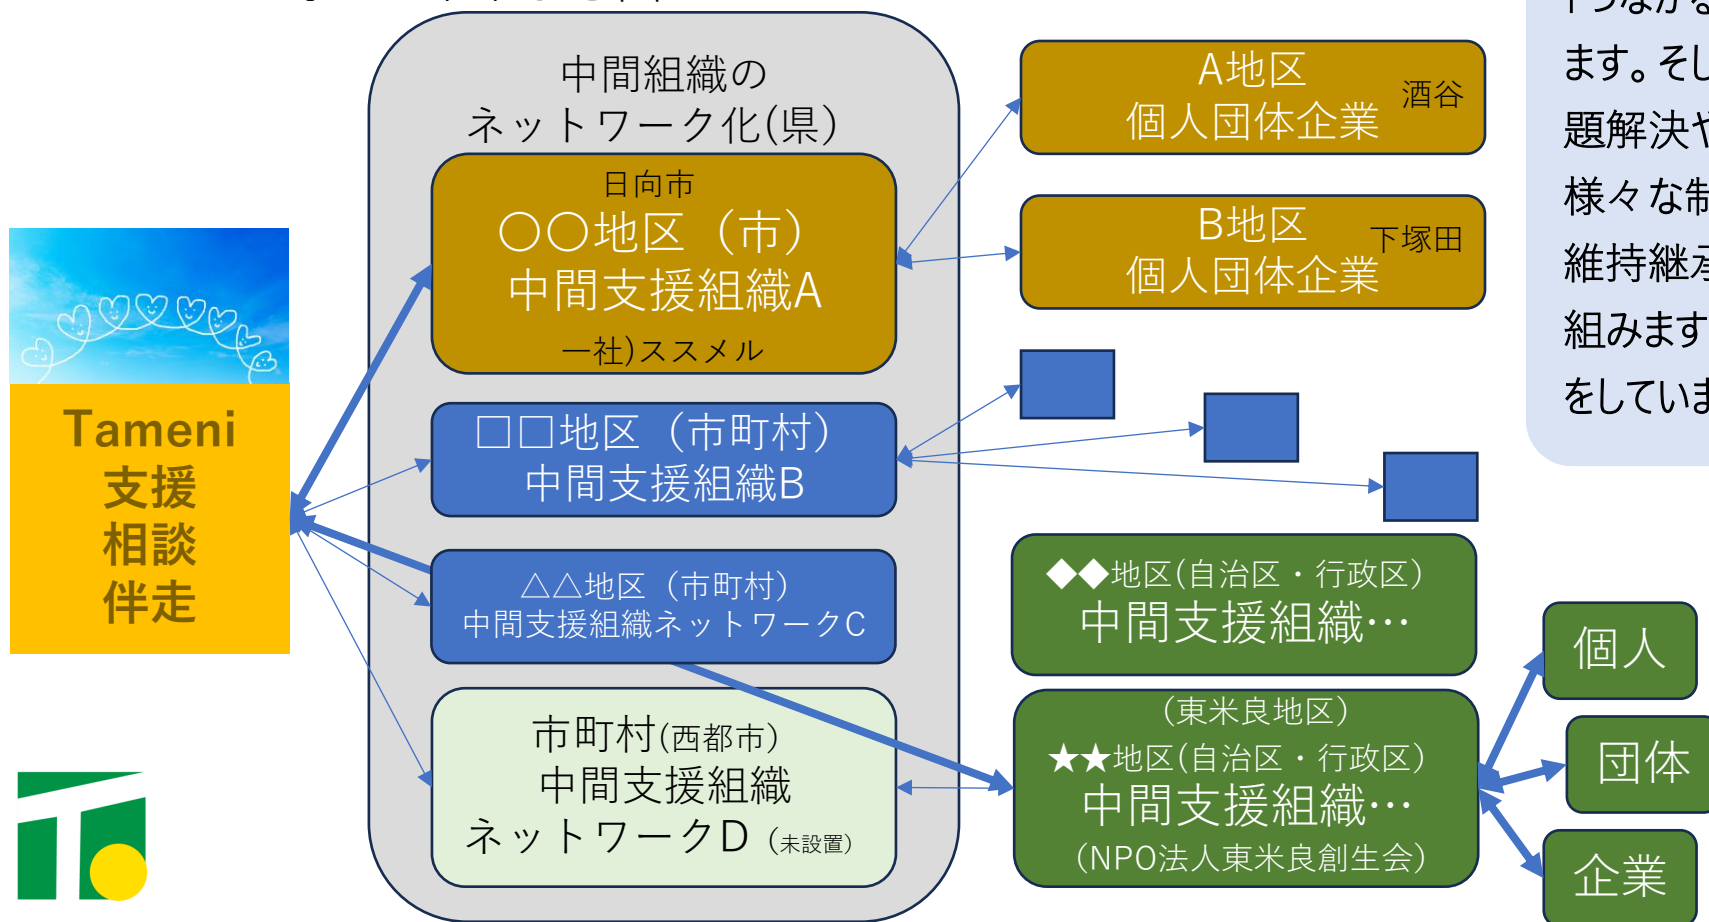 中間組織の
ネットワーク化(県)
日向市
〇〇地区（市）
中間支援組織A
一社)ススメル
□□地区（市町村）
中間支援組織B
△△地区（市町村）
中間支援組織ネットワークC
市町村(西都市)
中間支援組織
ネットワークD（未設置）
Tameni
支援
相談
伴走
A地区
個人団体企業
酒谷
B地区
個人団体企業
下塚田
◆◆地区(自治区・行政区)
中間支援組織…
(東米良地区)
★★地区(自治区・行政区)
中間支援組織…
(NPO法人東米良創生会)
個人
団体
企業
ます。そし
題解決や
様々な制
維持継承
組みます
をしていま